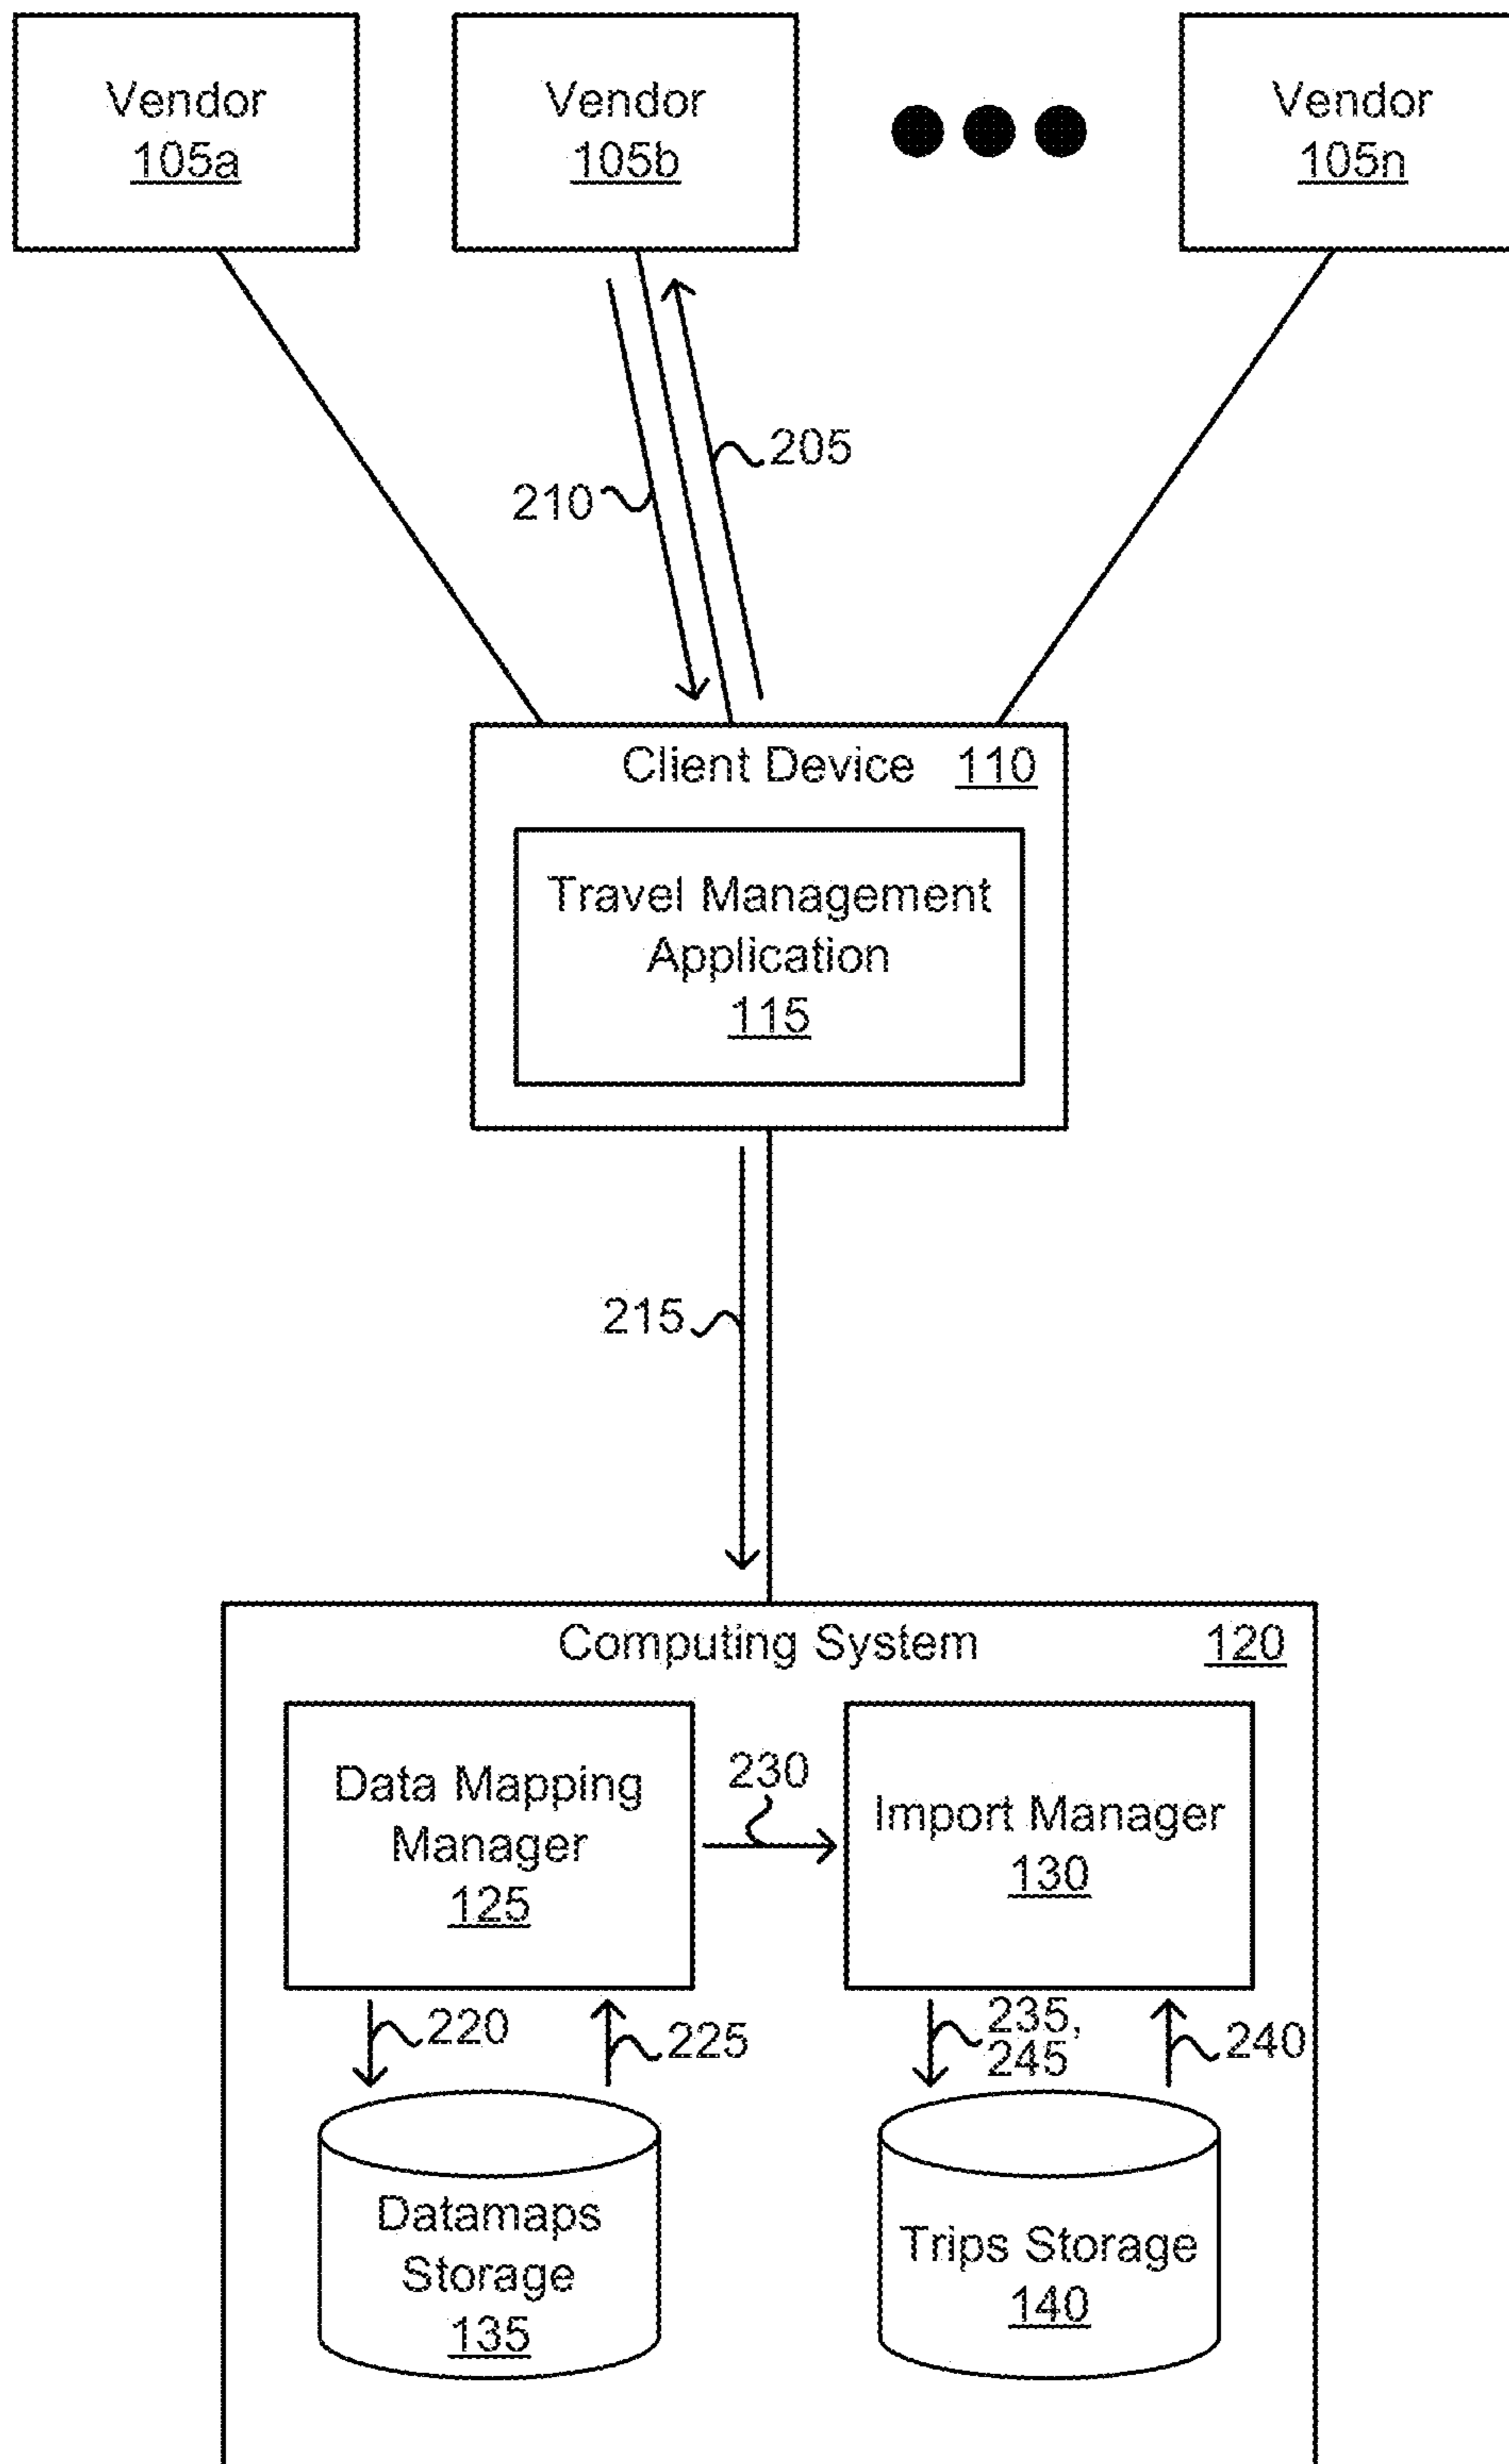 Vendor
105a
Vendor
105b
Vendor
105n
205
210
Client Device 110
Travel Management
Application
115
215
Computing System 120
Data Mapping
Manager
125
230
Import Manager
130
220
225
235,
245
240
Datamaps
Storage
135
Trips Storage
140